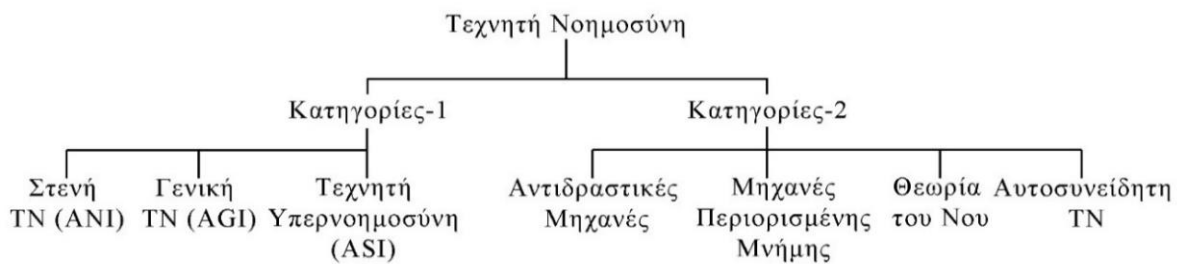 Τεχνητή Νοημοσύνη
Κατηγορίες-1
Κατηγορίες-2
Στενή
ΤΝ (ANI)
Γενική
ΤΝ (AGI)
Τεχνητή
Υπερνοημοσύνη
(ASI)
Αντιδραστικές
Μηχανές
Μηχανές
Περιορισμένης
Μνήμης
Θεωρία
του Νου
Αυτοσυνείδητη
ΤΝ